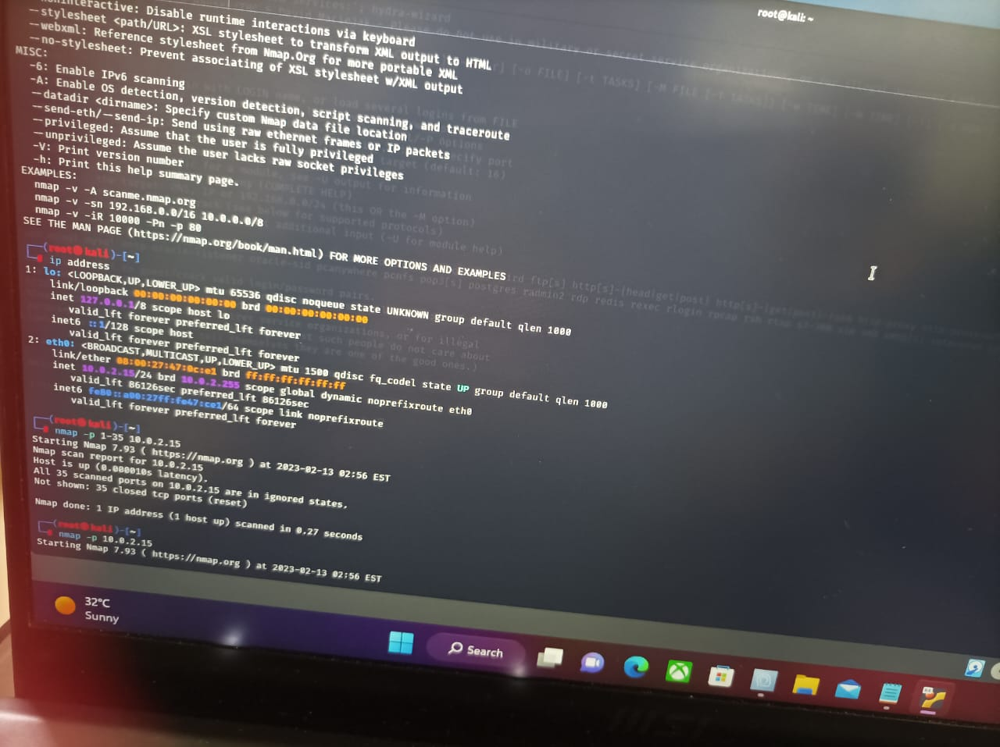 root@kali: ~
--noninteractive: Disable runtime interactions via keyboard
--stylesheet <path/URL>: XSL stylesheet to transform XML output to HTML
--webxml: Reference stylesheet from Nmap.Org for more portable XML
--no-stylesheet: Prevent associating of XSL stylesheet w/XML output
MISC:
-6: Enable IPv6 scanning
-A: Enable OS detection, version detection, script scanning, and traceroute
--datadir <dirname>: Specify custom Nmap data file location
--send-eth/--send-ip: Send using raw ethernet frames or IP packets
--privileged: Assume that the user is fully privileged
--unprivileged: Assume the user lacks raw socket privileges
-V: Print version number
-h: Print this help summary page.
EXAMPLES:
nmap -v -A scanme.nmap.org
nmap -v -sn 192.168.0.0/16 10.0.0.0/8
nmap -v -iR 10000 -Pn -p 80
SEE THE MAN PAGE (https://nmap.org/book/man.html) FOR MORE OPTIONS AND EXAMPLES
(root@kali)-[~]
ip address
1: lo: <LOOPBACK,UP,LOWER_UP> mtu 65536 qdisc noqueue state UNKNOWN group default qlen 1000
link/loopback 00:00:00:00:00:00 brd 00:00:00:00:00:00
inet 127.0.0.1/8 scope host lo
valid_lft forever preferred_lft forever
inet6 ::1/128 scope host
valid_lft forever preferred_lft forever
2: eth0: <BROADCAST,MULTICAST,UP,LOWER_UP> mtu 1500 qdisc fq_codel state UP group default qlen 1000
link/ether 08:00:27:47:0c:e1 brd ff:ff:ff:ff:ff:ff
inet 10.0.2.15/24 brd 10.0.2.255 scope global dynamic noprefixroute eth0
valid_lft 86126sec preferred_lft 86126sec
inet6 fe80::a00:27ff:fe47:ce1/64 scope link noprefixroute
valid_lft forever preferred_lft forever
(root@kali)-[~]
nmap -p 1-35 10.0.2.15
Starting Nmap 7.93 ( https://nmap.org ) at 2023-02-13 02:56 EST
Nmap scan report for 10.0.2.15
Host is up (0.000010s latency).
All 35 scanned ports on 10.0.2.15 are in ignored states.
Not shown: 35 closed tcp ports (reset)
Nmap done: 1 IP address (1 host up) scanned in 0.27 seconds
(root@kali)-[~]
nmap -p 10.0.2.15
Starting Nmap 7.93 ( https://nmap.org ) at 2023-02-13 02:56 EST
32°C
Sunny
Search